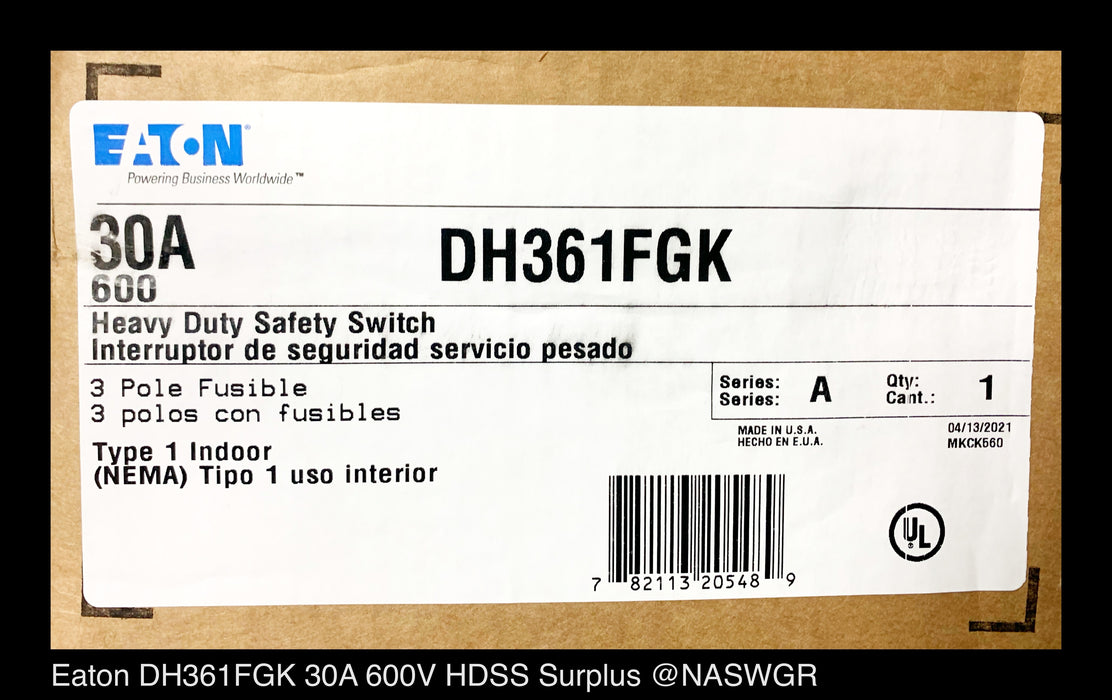 EATON®
Powering Business Worldwide™
30A
600
DH361FGK
Heavy Duty Safety Switch
Interruptor de seguridad servicio pesado
3 Pole Fusible
3 polos con fusibles
Type 1 Indoor
(NEMA) Tipo 1 uso interior
Series:
Series:
A
Qty:
Cant.:
1
MADE IN U.S.A.
HECHO EN E.U.A.
04/13/2021
MKCK560
7 82113 20548 9
UL
Eaton DH361FGK 30A 600V HDSS Surplus @NASWGR